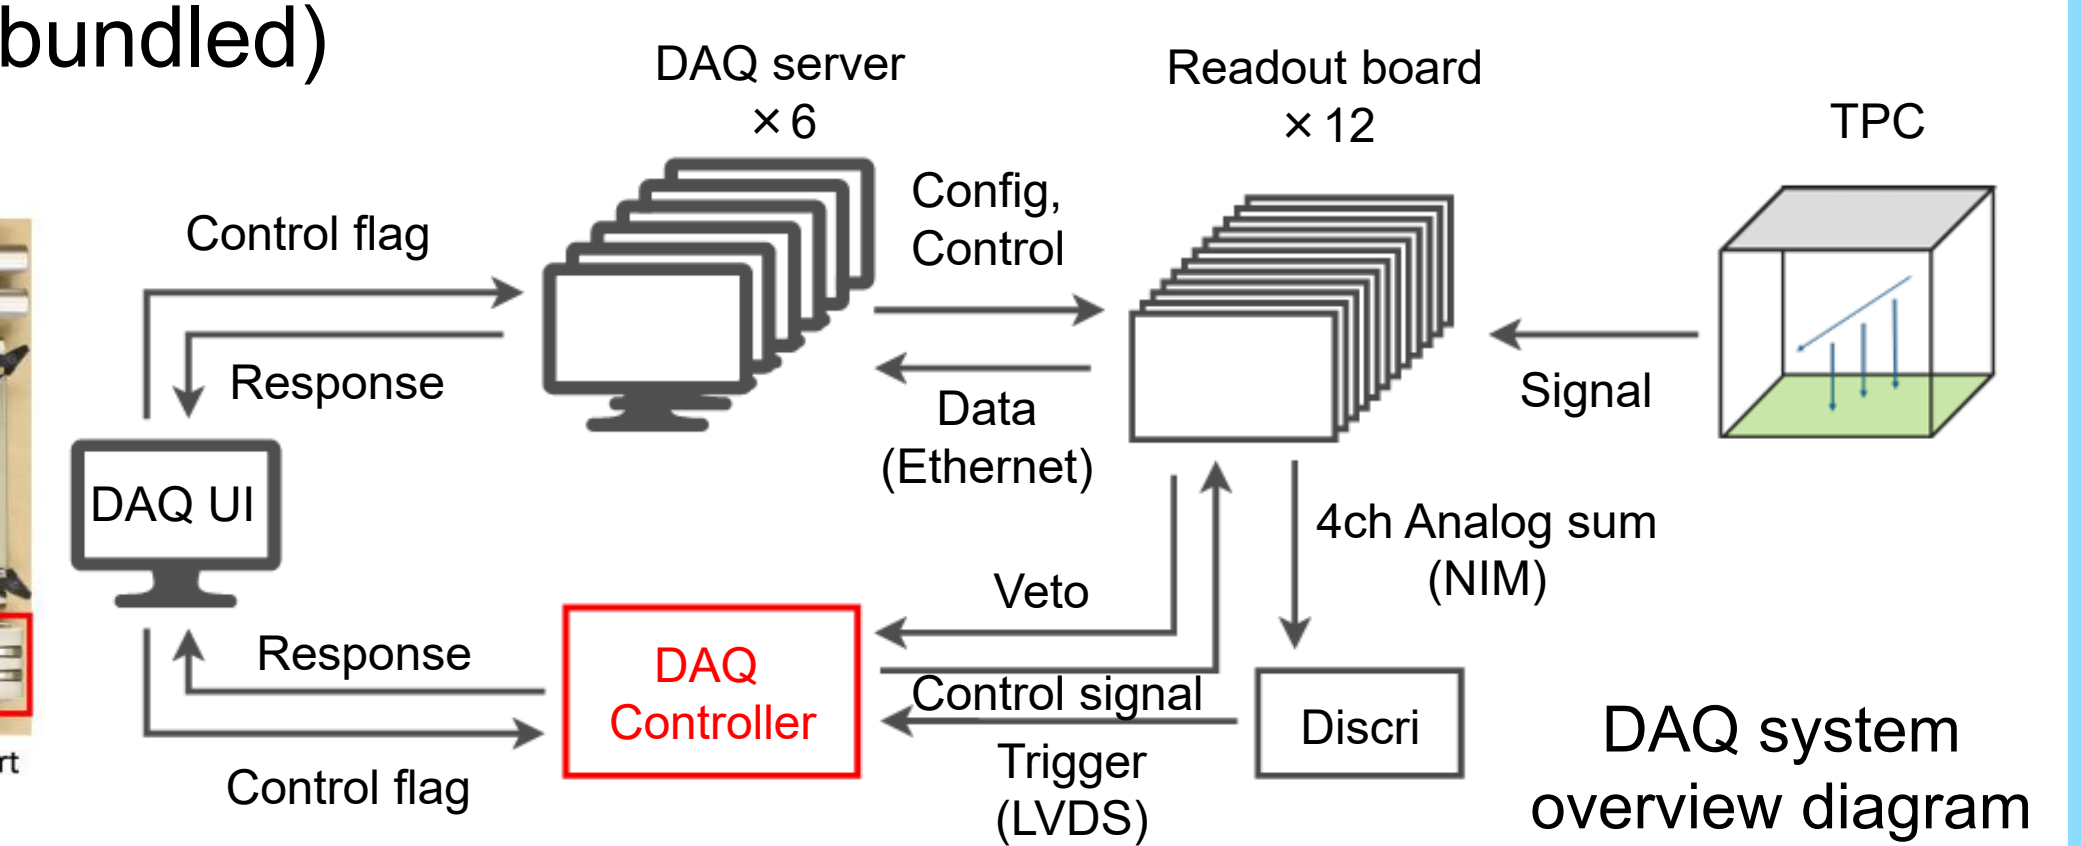 bundled)
DAQ server
×6
Readout board
×12
TPC
Control flag
Config,
Control
Response
Signal
Data
(Ethernet)
DAQ UI
4ch Analog sum
(NIM)
Veto
Response
DAQ
Controller
Control signal
Discri
Trigger
(LVDS)
Control flag
DAQ system
overview diagram
rt